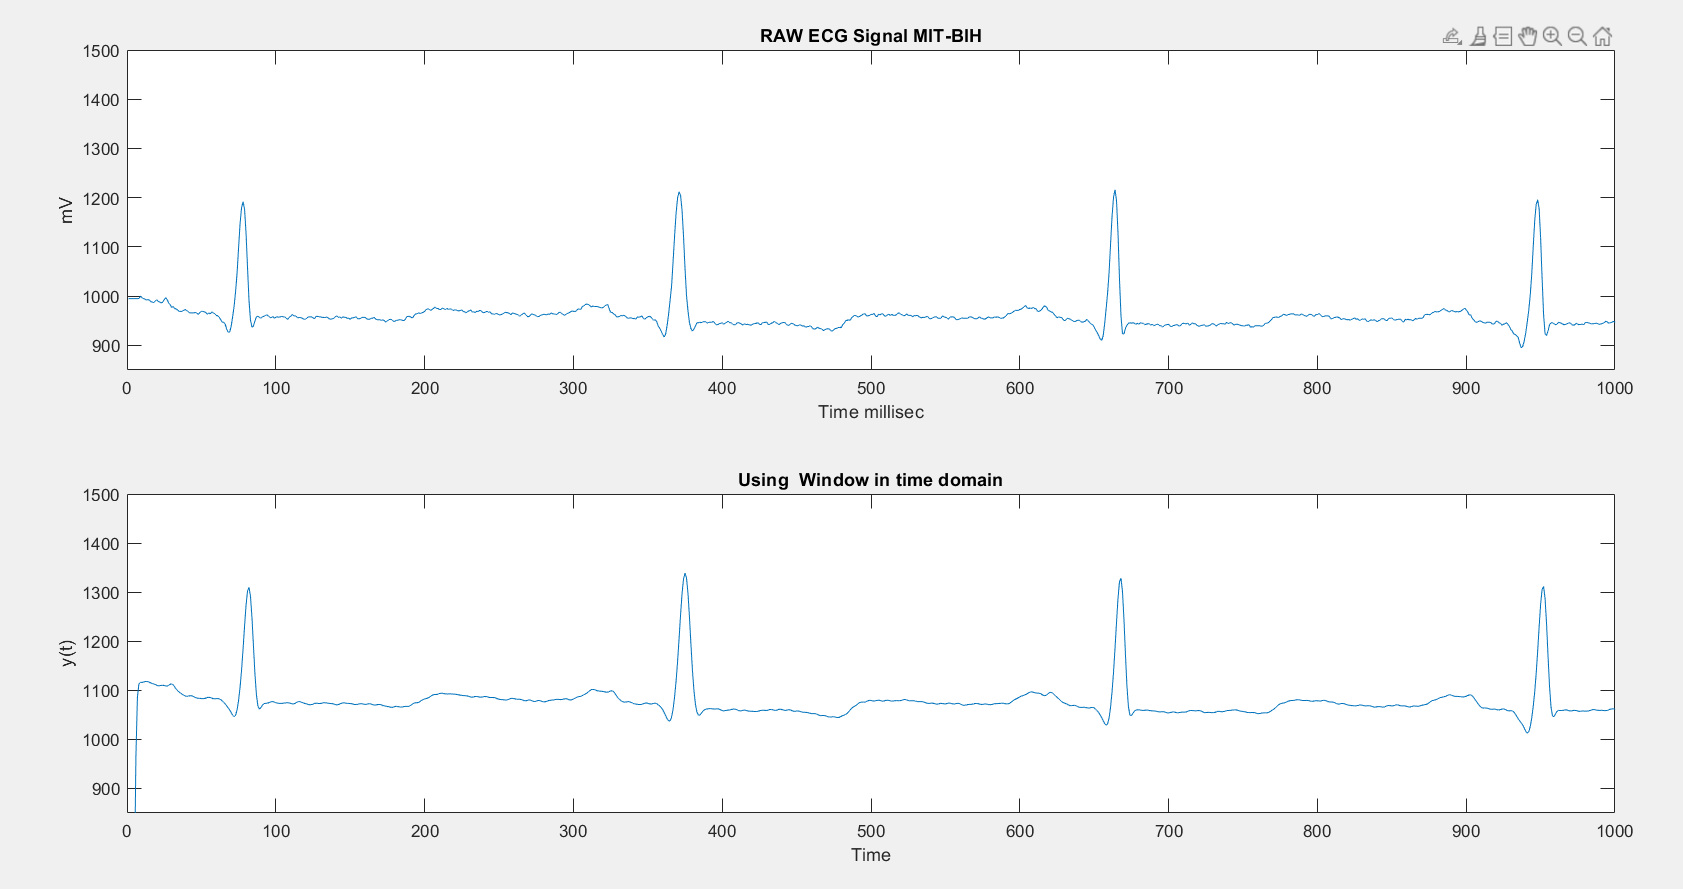 RAW ECG Signal MIT-BIH
1500
1400
1300
1200
1100
1000
900
mV
0 100 200 300 400 500 600 700 800 900 1000
Time millisec
Using  Window in time domain
1500
1400
1300
1200
1100
1000
900
y(t)
0 100 200 300 400 500 600 700 800 900 1000
Time